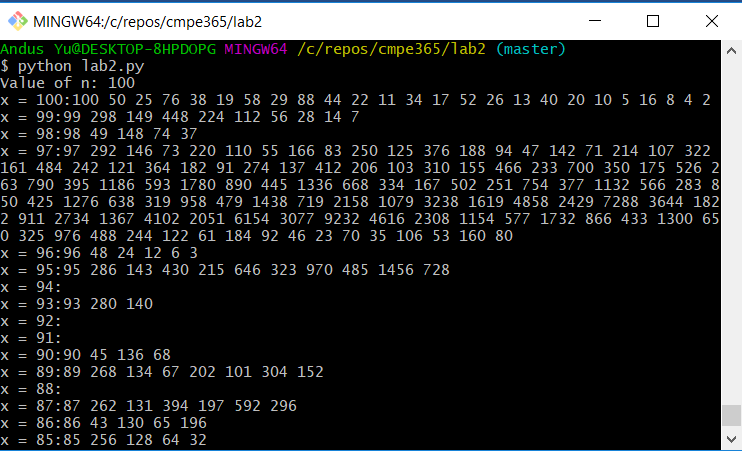 MINGW64:/c/repos/cmpe365/lab2
Andus Yu@DESKTOP-8HPDOPG MINGW64 /c/repos/cmpe365/lab2 (master)
$ python lab2.py
Value of n: 100
x = 100:100 50 25 76 38 19 58 29 88 44 22 11 34 17 52 26 13 40 20 10 5 16 8 4 2
x = 99:99 298 149 448 224 112 56 28 14 7
x = 98:98 49 148 74 37
x = 97:97 292 146 73 220 110 55 166 83 250 125 376 188 94 47 142 71 214 107 322
161 484 242 121 364 182 91 274 137 412 206 103 310 155 466 233 700 350 175 526 2
63 790 395 1186 593 1780 890 445 1336 668 334 167 502 251 754 377 1132 566 283 8
50 425 1276 638 319 958 479 1438 719 2158 1079 3238 1619 4858 2429 7288 3644 182
2 911 2734 1367 4102 2051 6154 3077 9232 4616 2308 1154 577 1732 866 433 1300 65
0 325 976 488 244 122 61 184 92 46 23 70 35 106 53 160 80
x = 96:96 48 24 12 6 3
x = 95:95 286 143 430 215 646 323 970 485 1456 728
x = 94:
x = 93:93 280 140
x = 92:
x = 91:
x = 90:90 45 136 68
x = 89:89 268 134 67 202 101 304 152
x = 88:
x = 87:87 262 131 394 197 592 296
x = 86:86 43 130 65 196
x = 85:85 256 128 64 32